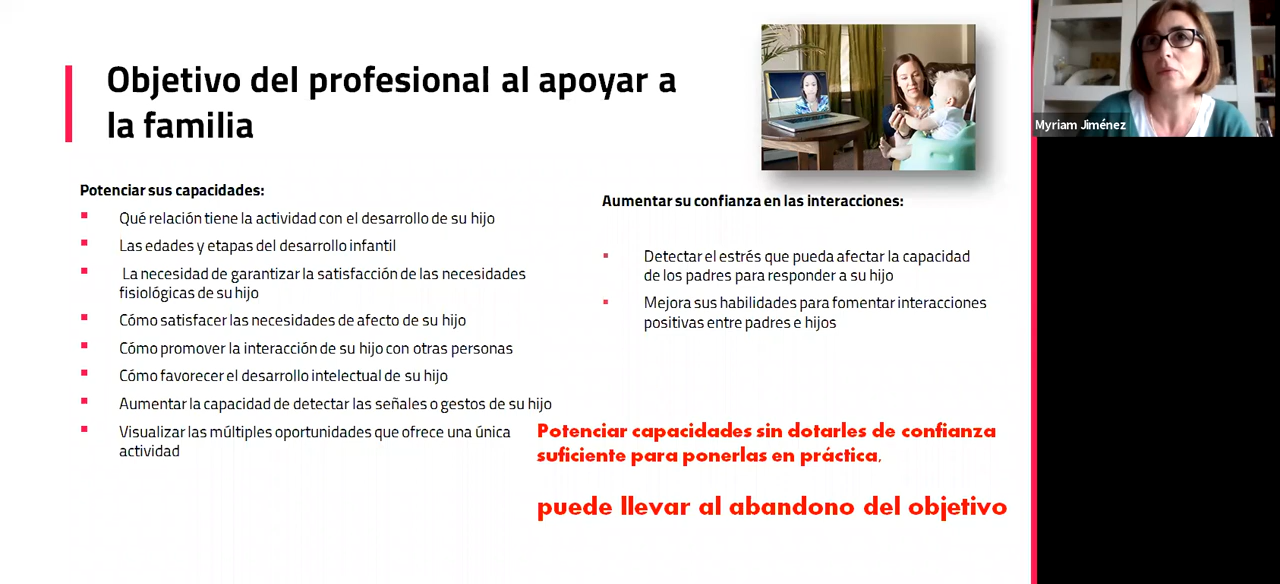 Objetivo del profesional al apoyar a
la familia
Potenciar sus capacidades:
Qué relación tiene la actividad con el desarrollo de su hijo
Las edades y etapas del desarrollo infantil
La necesidad de garantizar la satisfacción de las necesidades
fisiológicas de su hijo
Cómo satisfacer las necesidades de afecto de su hijo
Cómo promover la interacción de su hijo con otras personas
Cómo favorecer el desarrollo intelectual de su hijo
Aumentar la capacidad de detectar las señales o gestos de su hijo
Visualizar las múltiples oportunidades que ofrece una única
actividad
Aumentar su confianza en las interacciones:
Detectar el estrés que pueda afectar la capacidad
de los padres para responder a su hijo
Mejora sus habilidades para fomentar interacciones
positivas entre padres e hijos
Potenciar capacidades sin dotarles de confianza
suficiente para ponerlas en práctica,
puede llevar al abandono del objetivo
Myriam Jiménez